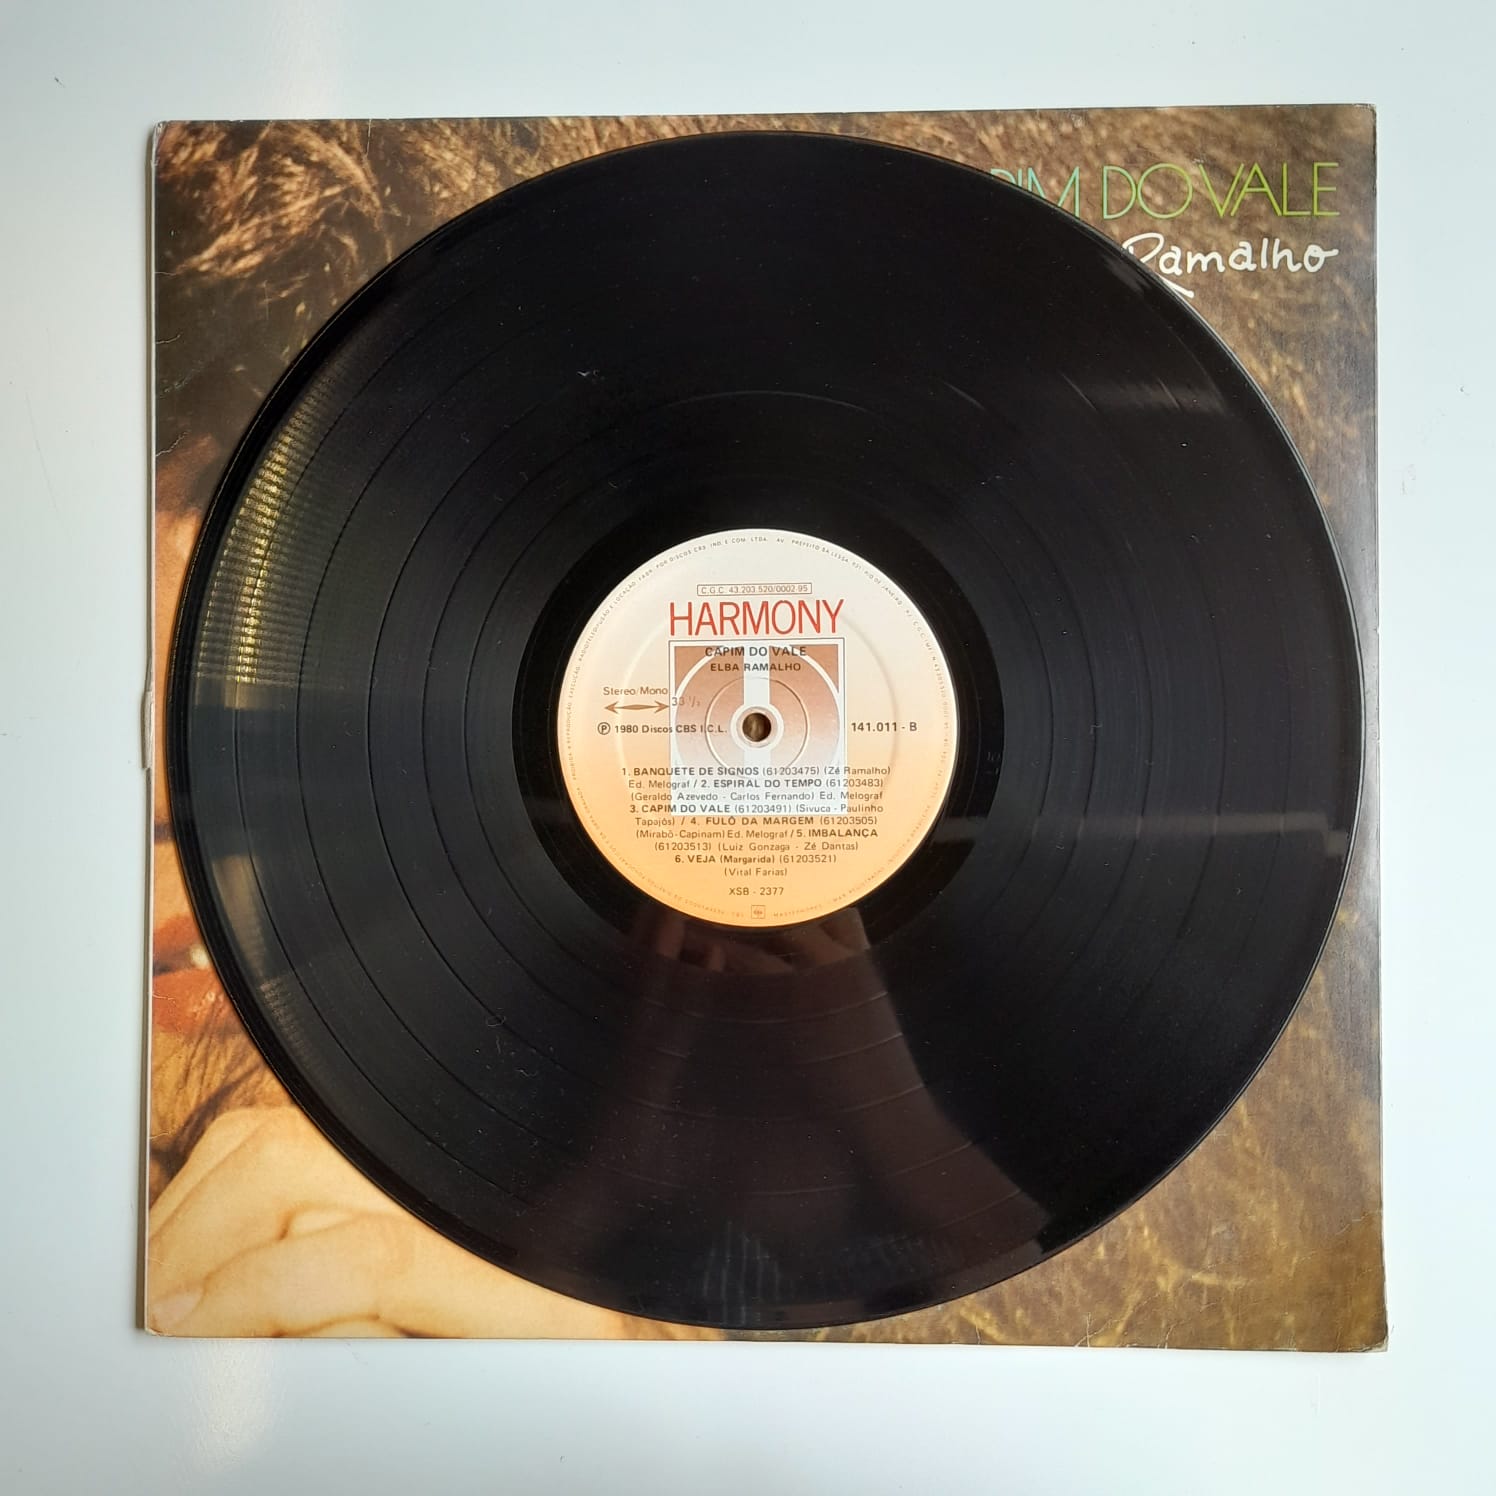 DO VALE
Ramalho
C.G.C. 43.203.520/0002.95
HARMONY
CAPIM DO VALE
ELBA RAMALHO
Stereo/Mono
33 1/3
℗ 1980 Discos CBS I.C.L.
141.011 - B
1. BANQUETE DE SIGNOS (61203475) (Zé Ramalho)
Ed. Melograf / 2. ESPIRAL DO TEMPO (61203483)
(Geraldo Azevedo - Carlos Fernando) Ed. Melograf
3. CAPIM DO VALE (61203491) (Sivuca - Paulinho
Tapajós) / 4. FULÔ DA MARGEM (61203505)
(Mirabô-Capinam) Ed. Melograf / 5. IMBALANÇA
(61203513) (Luiz Gonzaga - Zé Dantas)
6. VEJA (Margarida) (61203521)
(Vital Farias)
XSB - 2377